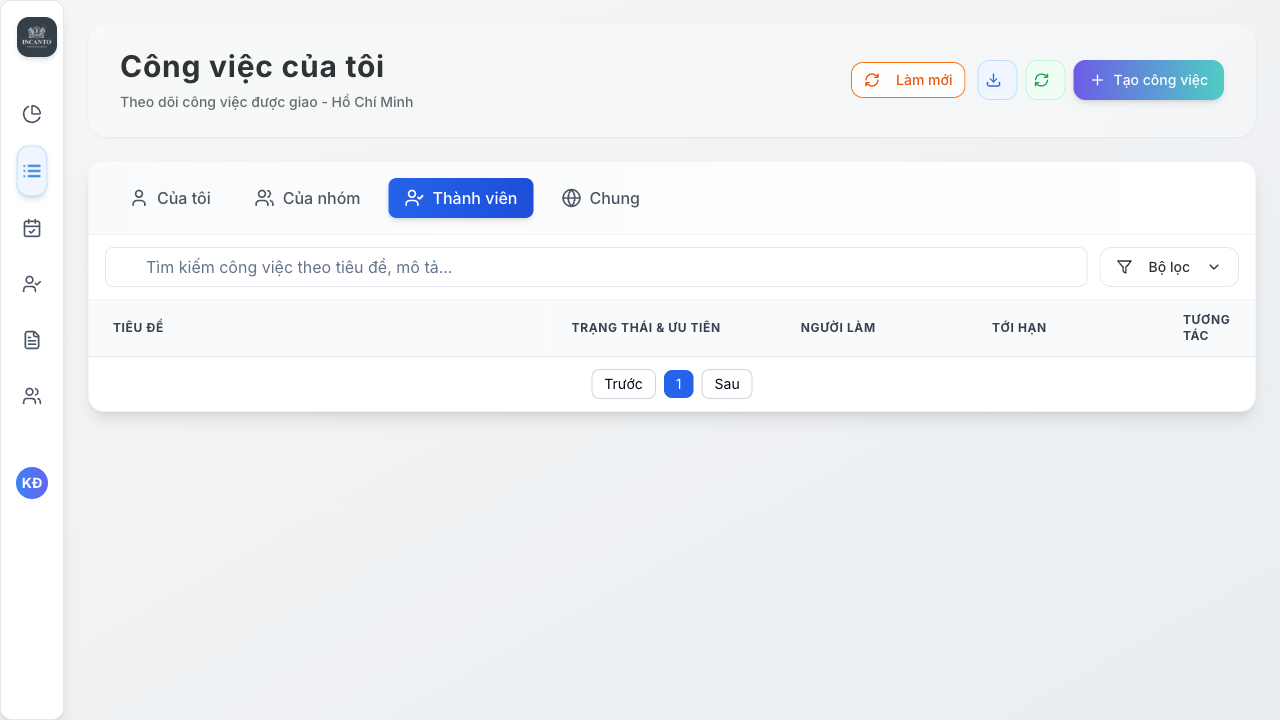 INCANTO
Công việc của tôi
Theo dõi công việc được giao - Hồ Chí Minh
Làm mới
Tạo công việc
Của tôi
Của nhóm
Thành viên
Chung
Tìm kiếm công việc theo tiêu đề, mô tả...
Bộ lọc
TIÊU ĐỀ
TRẠNG THÁI & ƯU TIÊN
NGƯỜI LÀM
TỚI HẠN
TƯƠNG
TÁC
Trước
1
Sau
KĐ